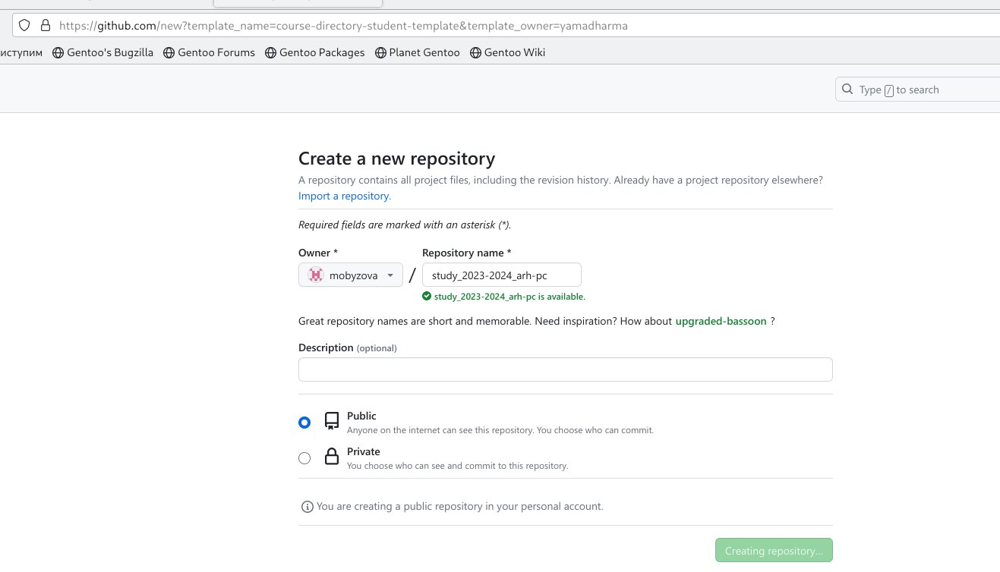 https://github.com/new?template_name=course-directory-student-template&template_owner=yamadharma
иступим Gentoo's Bugzilla Gentoo Forums Gentoo Packages Planet Gentoo Gentoo Wiki
Type / to search
Create a new repository
A repository contains all project files, including the revision history. Already have a project repository elsewhere?
Import a repository.
Required fields are marked with an asterisk (*).
Owner * Repository name *
mobyzova / study_2023-2024_arh-pc
study_2023-2024_arh-pc is available.
Great repository names are short and memorable. Need inspiration? How about upgraded-bassoon ?
Description (optional)
Public
Anyone on the internet can see this repository. You choose who can commit.
Private
You choose who can see and commit to this repository.
You are creating a public repository in your personal account.
Creating repository...